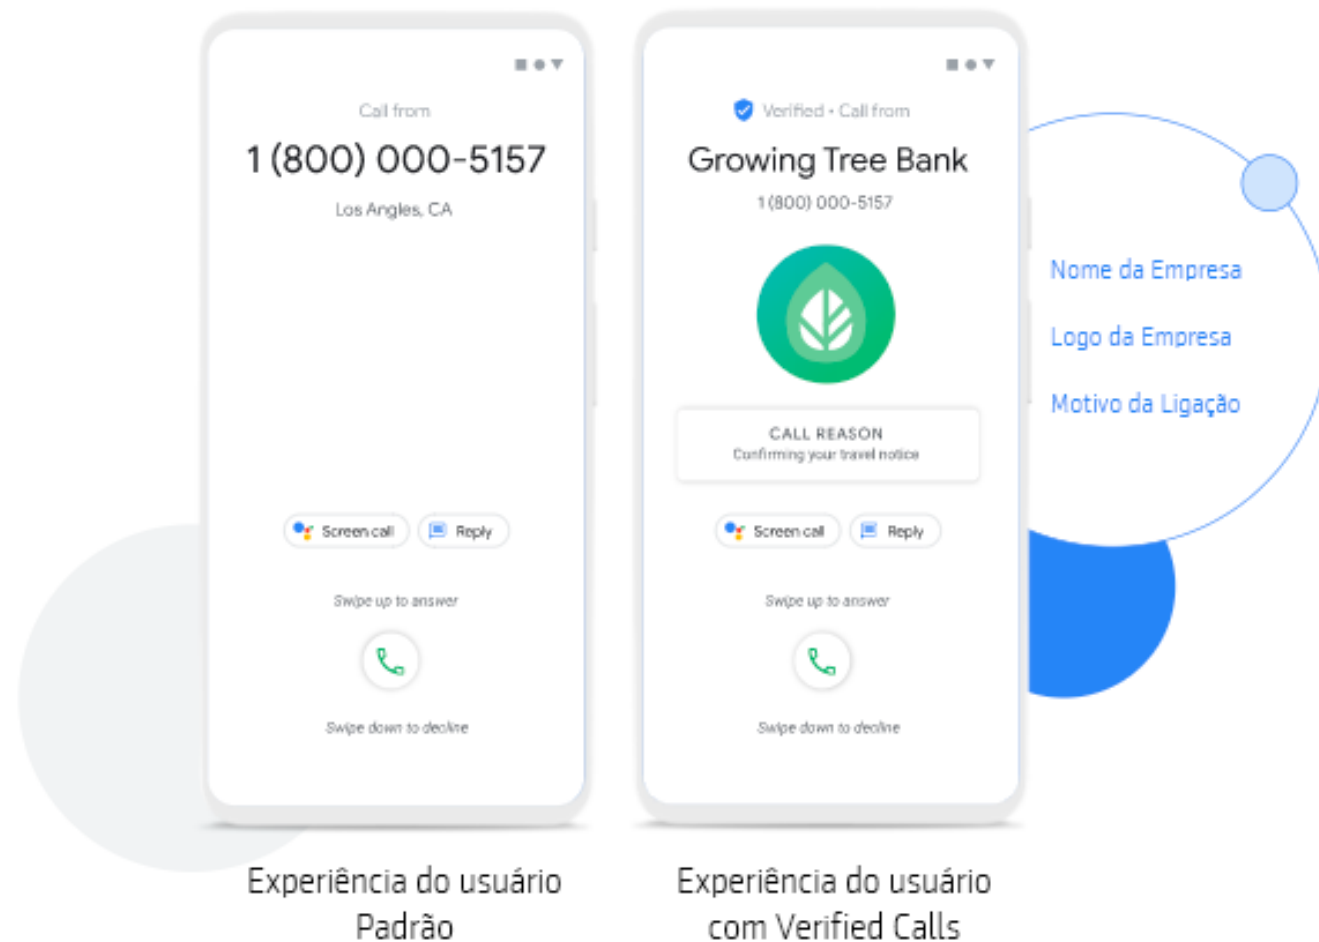 Call from
1 (800) 000-5157
Los Angles, CA
Screen call
Reply
Swipe up to answer
Swipe down to decline
Experiência do usuário
Padrão
Verified • Call from
Growing Tree Bank
1 (800) 000-5157
CALL REASON
Confirming your travel notice
Screen call
Reply
Swipe up to answer
Swipe down to decline
Experiência do usuário
com Verified Calls
Nome da Empresa
Logo da Empresa
Motivo da Ligação